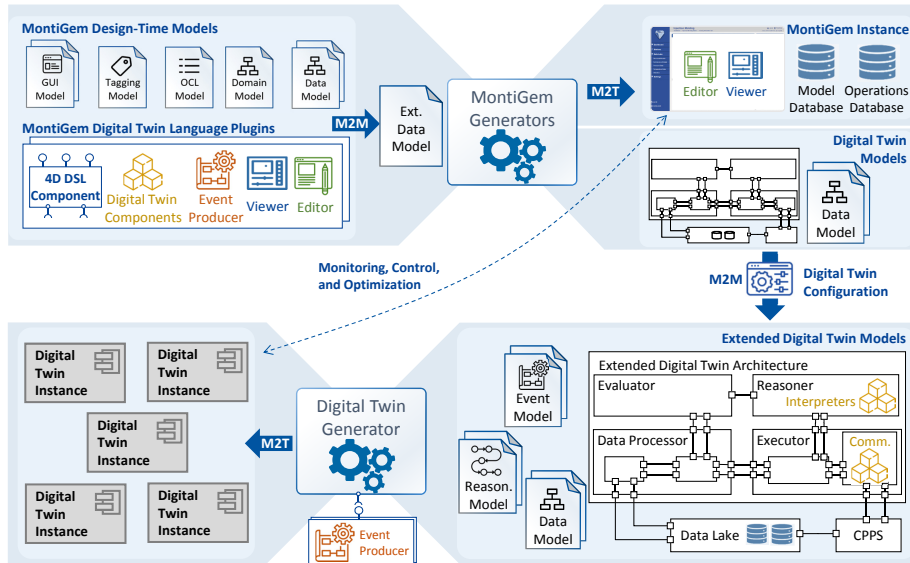 MontiGem Design-Time Models
GUI
Model
Tagging
Model
OCL
Model
Domain
Model
Data
Model
MontiGem Digital Twin Language Plugins
4D DSL
Component
Digital Twin
Components
Event
Producer
Viewer
Editor
M2M
Ext.
Data
Model
MontiGem
Generators
M2T
MontiGem Instance
Editor
Viewer
Model
Database
Operations
Database
Digital Twin
Models
Data
Model
Monitoring, Control,
and Optimization
M2M
Digital Twin
Configuration
Digital
Twin
Instance
Digital
Twin
Instance
Digital
Twin
Instance
Digital
Twin
Instance
Digital
Twin
Instance
M2T
Digital Twin
Generator
Event
Producer
Extended Digital Twin Models
Event
Model
Reason.
Model
Data
Model
Extended Digital Twin Architecture
Evaluator
Reasoner
Interpreters
Data Processor
Executor
Comm.
Data Lake
CPPS